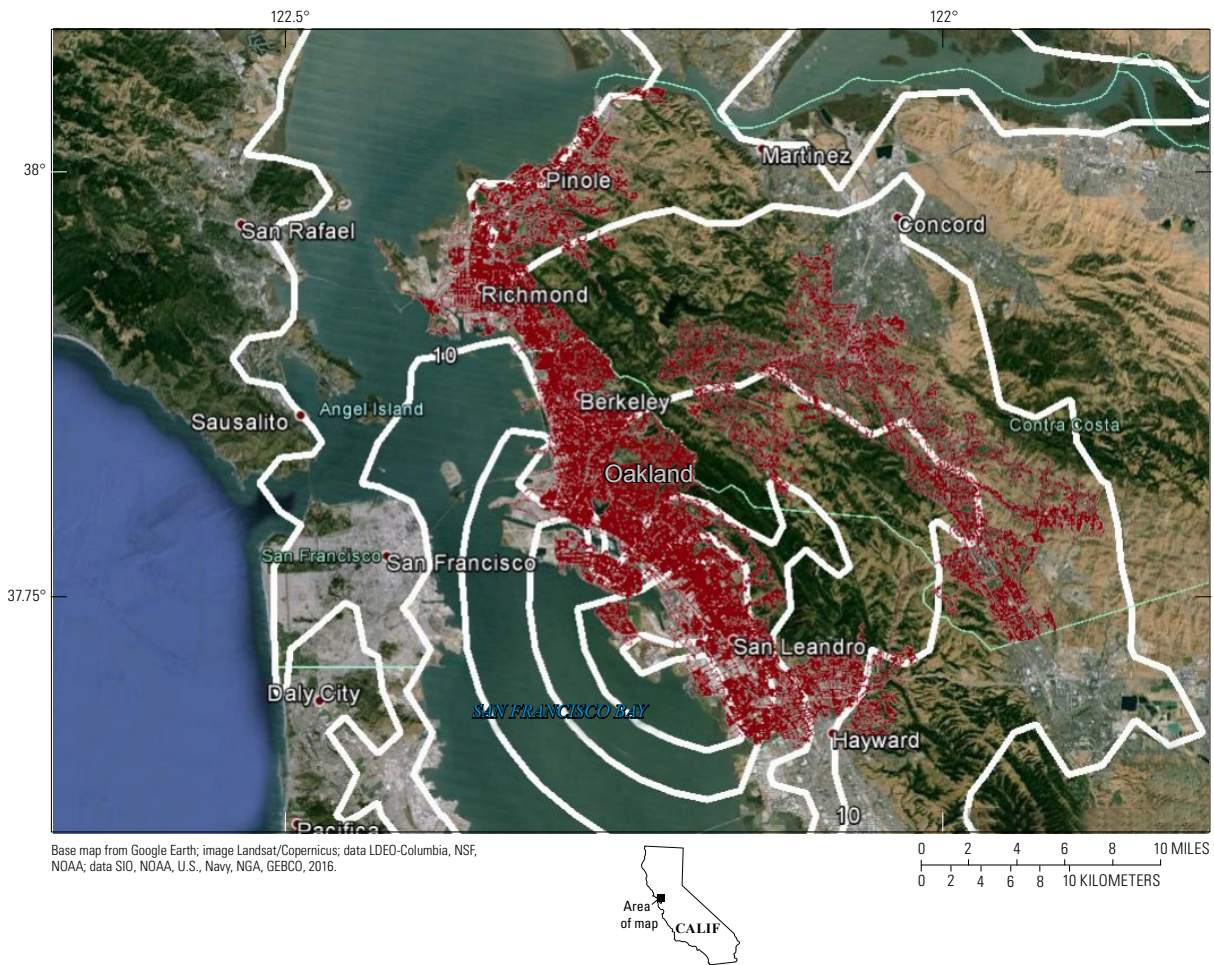 122.5°
122°
38°
Martinez
Pinole
San Rafael
Concord
Richmond
10
Berkeley
Angel Island
Sausalito
Contra Costa
Oakland
San Francisco
San Francisco
37.75°
San Leandro
Daly City
SAN FRANCISCO BAY
Hayward
10
Pacifica
Base map from Google Earth; image Landsat/Copernicus; data LDEO-Columbia, NSF,
NOAA; data SIO, NOAA, U.S., Navy, NGA, GEBCO, 2016.
0 2 4 6 8 10 MILES
0 2 4 6 8 10 KILOMETERS
Area
of map
CALIF